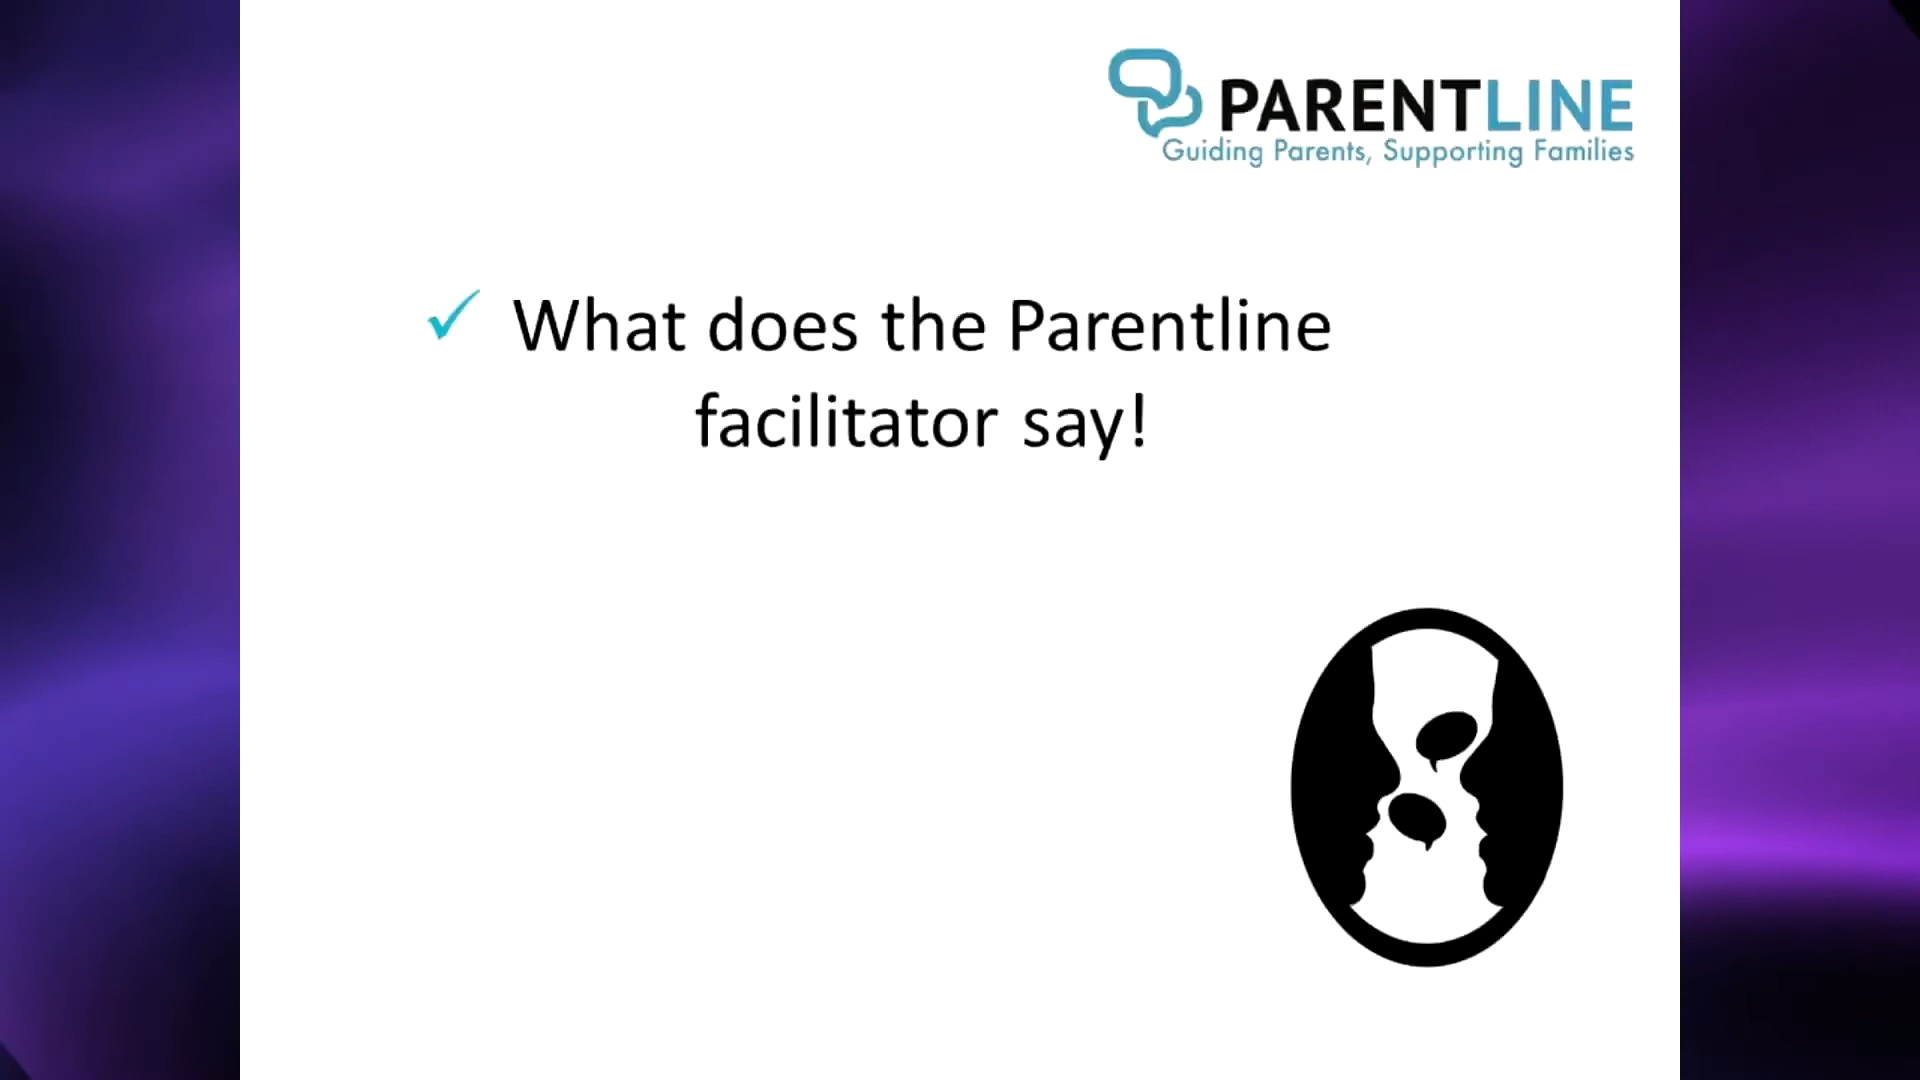 PARENTLINE
Guiding Parents, Supporting Families
✓ What does the Parentline
facilitator say!